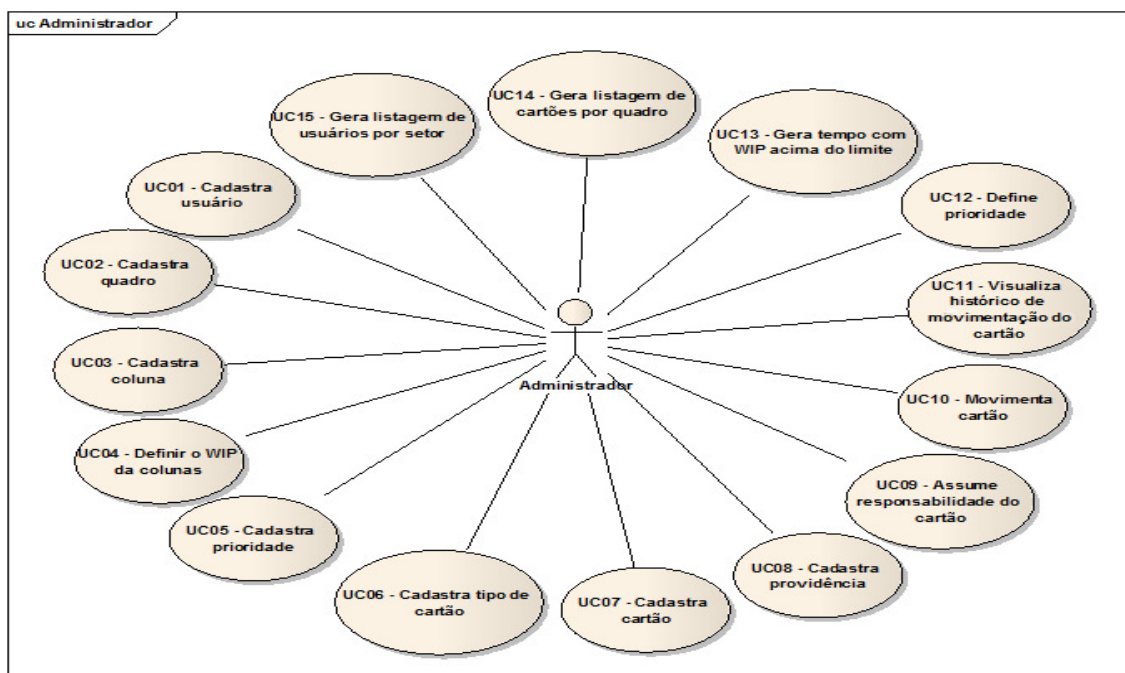 uc Administrador
UC14 - Gera listagem de
cartões por quadro
UC15 - Gera listagem de
usuários por setor
UC13 - Gera tempo com
WIP acima do limite
UC01 - Cadastra
usuário
UC12 - Define
prioridade
UC02 - Cadastra
quadro
UC11 - Visualiza
histórico de
movimentação do
cartão
UC03 - Cadastra
coluna
Administrador
UC10 - Movimenta
cartão
UC04 - Definir o WIP
da colunas
UC09 - Assume
responsabilidade do
cartão
UC05 - Cadastra
prioridade
UC08 - Cadastra
providência
UC06 - Cadastra tipo de
cartão
UC07 - Cadastra
cartão